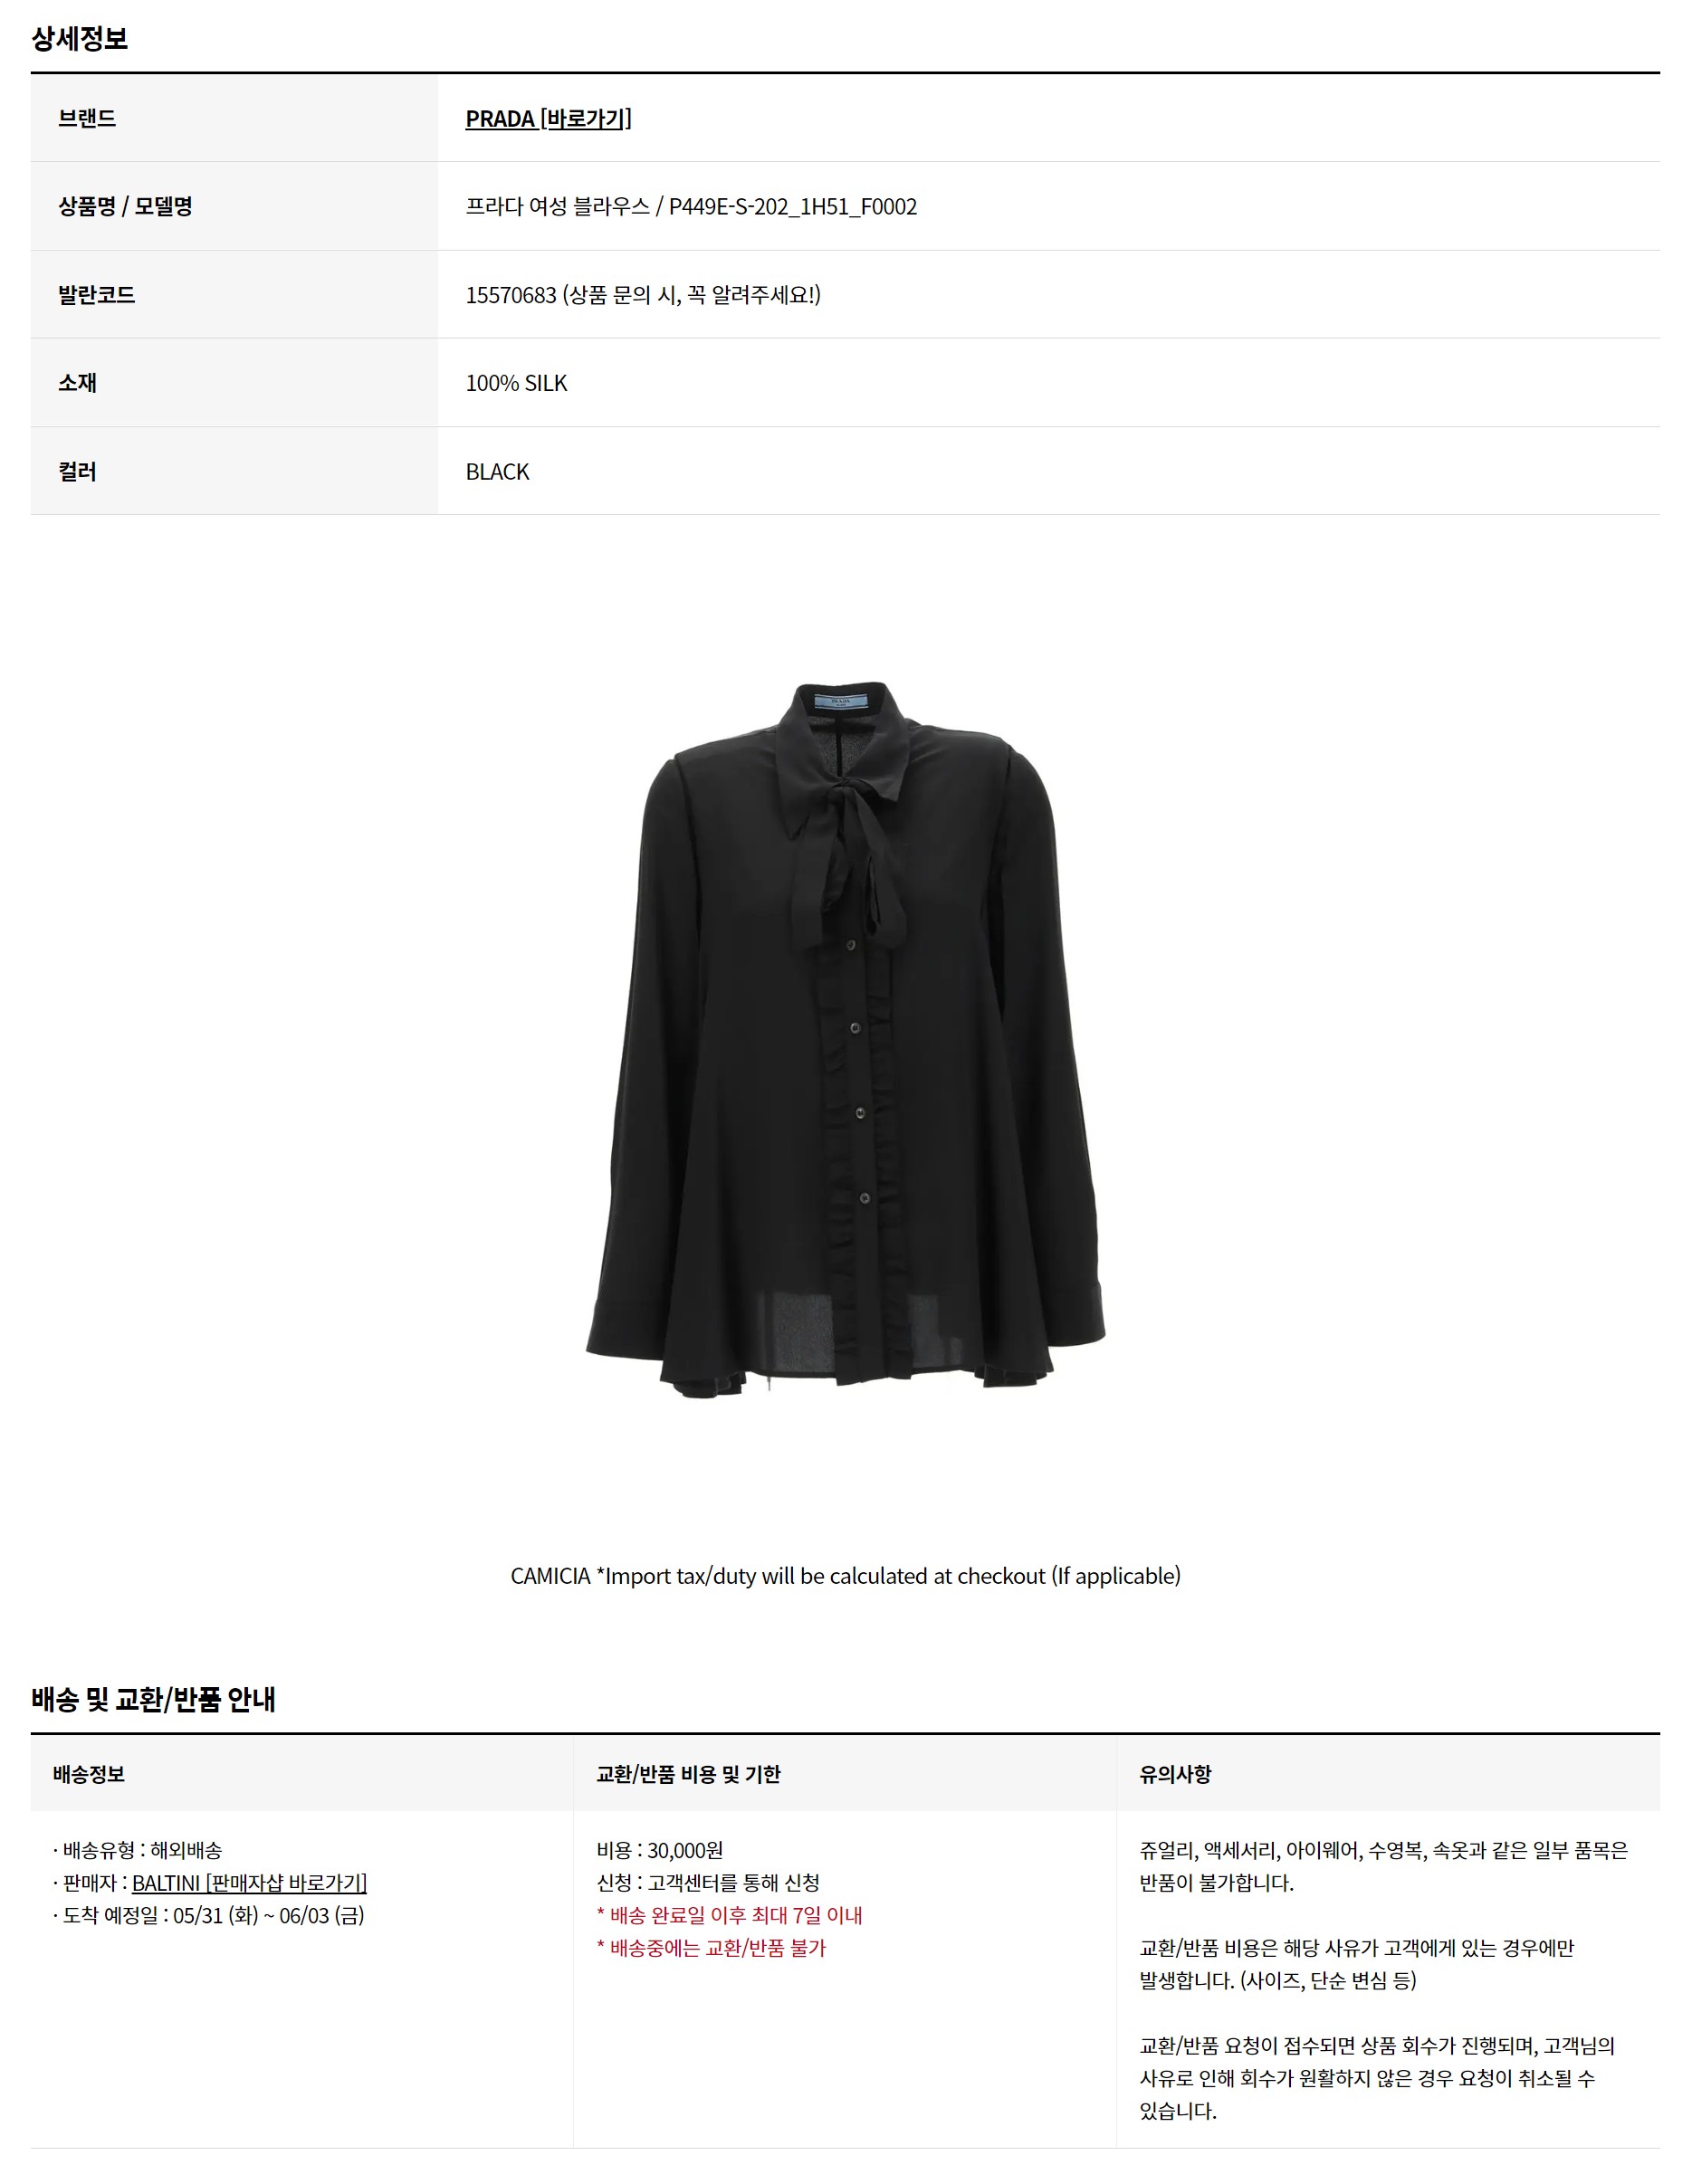 상세정보
브랜드
PRADA [바로가기]
상품명 / 모델명
프라다 여성 블라우스 / P449E-S-202_1H51_F0002
발란코드
15570683 (상품 문의 시, 꼭 알려주세요!)
소재
100% SILK
컬러
BLACK
PRADA
CAMICIA *Import tax/duty will be calculated at checkout (If applicable)
배송 및 교환/반품 안내
배송정보
· 배송유형 : 해외배송
· 판매자 : BALTINI [판매자샵 바로가기]
· 도착 예정일 : 05/31 (화) ~ 06/03 (금)
교환/반품 비용 및 기한
비용 : 30,000원
신청 : 고객센터를 통해 신청
* 배송 완료일 이후 최대 7일 이내
* 배송중에는 교환/반품 불가
유의사항
쥬얼리, 액세서리, 아이웨어, 수영복, 속옷과 같은 일부 품목은
반품이 불가합니다.
교환/반품 비용은 해당 사유가 고객에게 있는 경우에만
발생합니다. (사이즈, 단순 변심 등)
교환/반품 요청이 접수되면 상품 회수가 진행되며, 고객님의
사유로 인해 회수가 원활하지 않은 경우 요청이 취소될 수
있습니다.